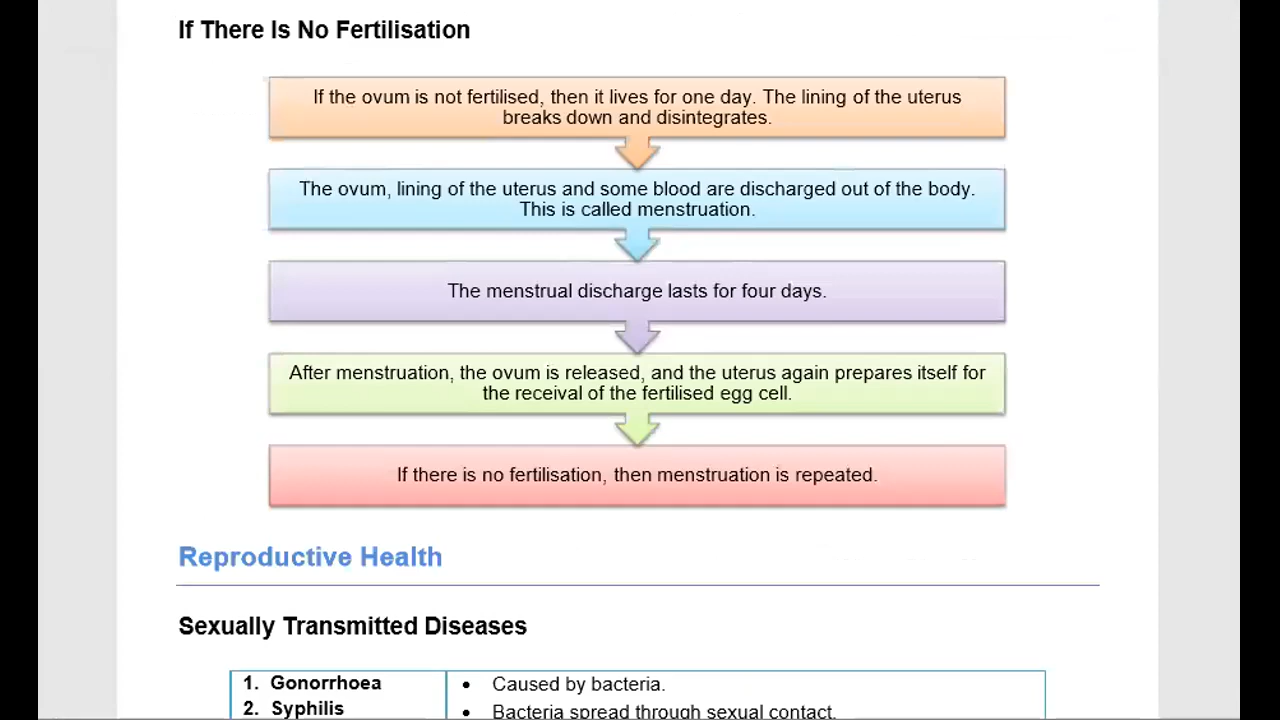 If There Is No Fertilisation
If the ovum is not fertilised, then it lives for one day. The lining of the uterus
breaks down and disintegrates.
The ovum, lining of the uterus and some blood are discharged out of the body.
This is called menstruation.
The menstrual discharge lasts for four days.
After menstruation, the ovum is released, and the uterus again prepares itself for
the receival of the fertilised egg cell.
If there is no fertilisation, then menstruation is repeated.
Reproductive Health
Sexually Transmitted Diseases
1. Gonorrhoea
• Caused by bacteria.
2. Syphilis
• Bacteria spread through sexual contact.